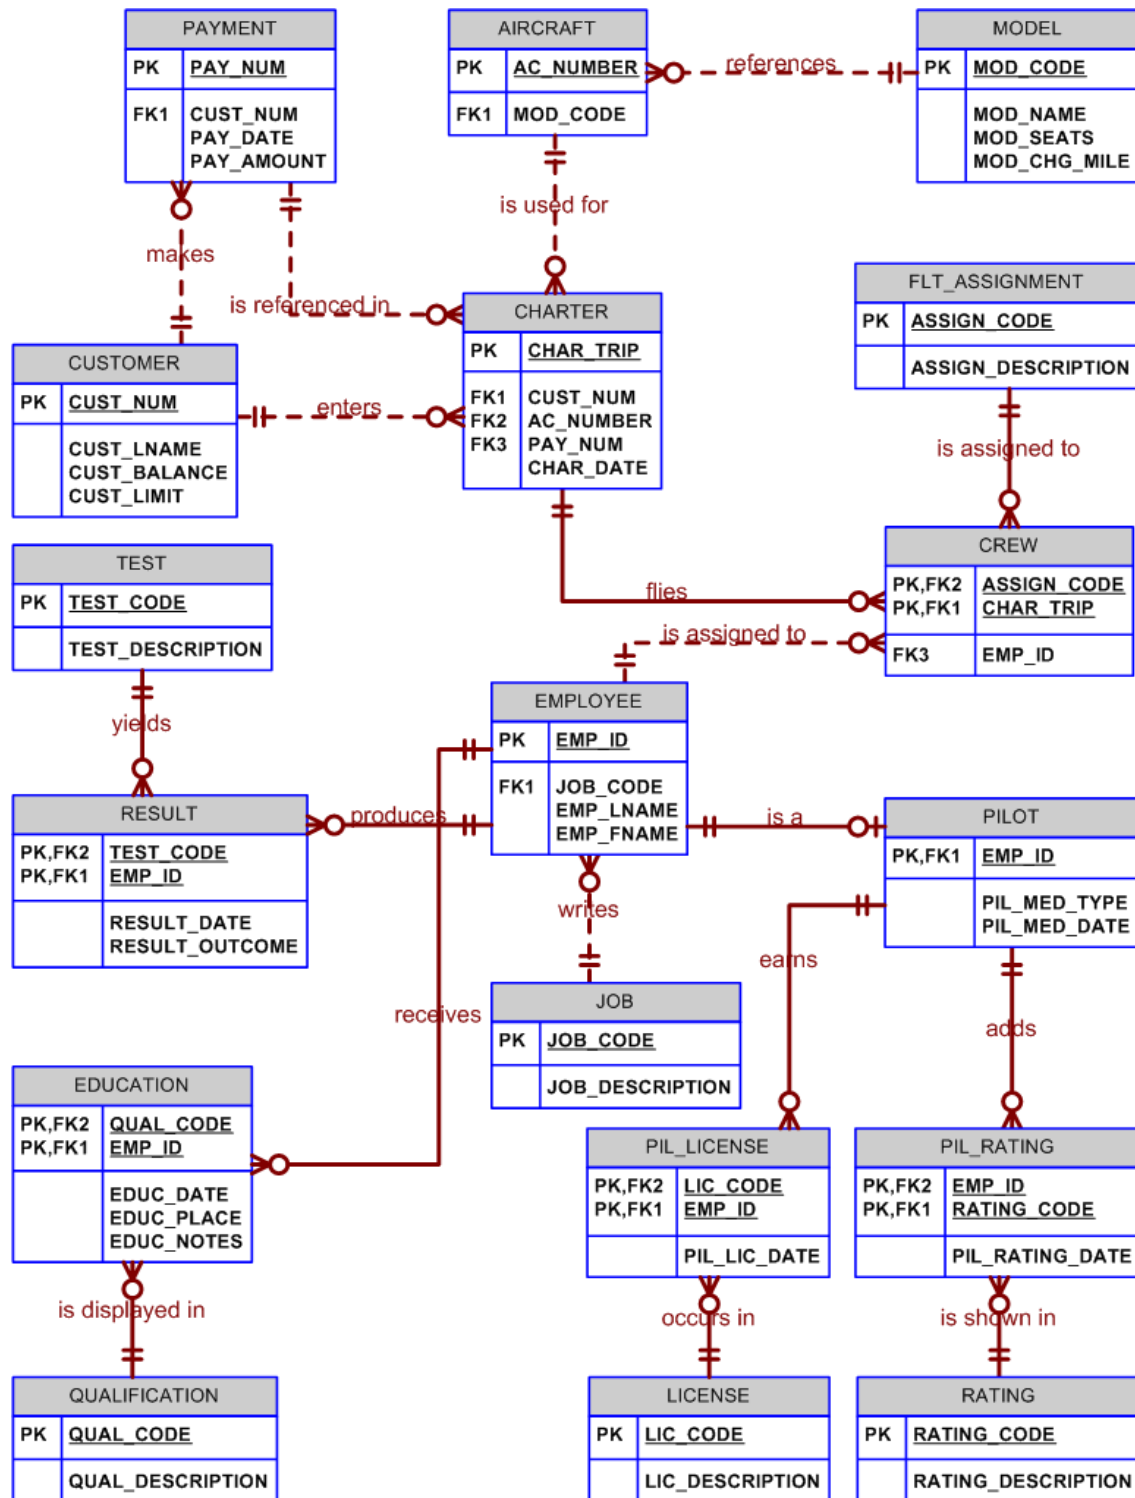 PAYMENT
PK PAY_NUM
FK1 CUST_NUM
PAY_DATE
PAY_AMOUNT
AIRCRAFT
PK AC_NUMBER
FK1 MOD_CODE
references
MODEL
PK MOD_CODE
MOD_NAME
MOD_SEATS
MOD_CHG_MILE
makes
is referenced in
is used for
CUSTOMER
PK CUST_NUM
CUST_LNAME
CUST_BALANCE
CUST_LIMIT
enters
CHARTER
PK CHAR_TRIP
FK1 CUST_NUM
FK2 AC_NUMBER
FK3 PAY_NUM
CHAR_DATE
FLT_ASSIGNMENT
PK ASSIGN_CODE
ASSIGN_DESCRIPTION
is assigned to
TEST
PK TEST_CODE
TEST_DESCRIPTION
flies
is assigned to
CREW
PK,FK2 ASSIGN_CODE
PK,FK1 CHAR_TRIP
FK3 EMP_ID
yields
EMPLOYEE
PK EMP_ID
FK1 JOB_CODE
EMP_LNAME
EMP_FNAME
RESULT
PK,FK2 TEST_CODE
PK,FK1 EMP_ID
RESULT_DATE
RESULT_OUTCOME
produces
is a
PILOT
PK,FK1 EMP_ID
PIL_MED_TYPE
PIL_MED_DATE
writes
earns
receives
adds
JOB
PK JOB_CODE
JOB_DESCRIPTION
EDUCATION
PK,FK2 QUAL_CODE
PK,FK1 EMP_ID
EDUC_DATE
EDUC_PLACE
EDUC_NOTES
PIL_LICENSE
PK,FK2 LIC_CODE
PK,FK1 EMP_ID
PIL_LIC_DATE
PIL_RATING
PK,FK2 EMP_ID
PK,FK1 RATING_CODE
PIL_RATING_DATE
is displayed in
occurs in
is shown in
QUALIFICATION
PK QUAL_CODE
QUAL_DESCRIPTION
LICENSE
PK LIC_CODE
LIC_DESCRIPTION
RATING
PK RATING_CODE
RATING_DESCRIPTION